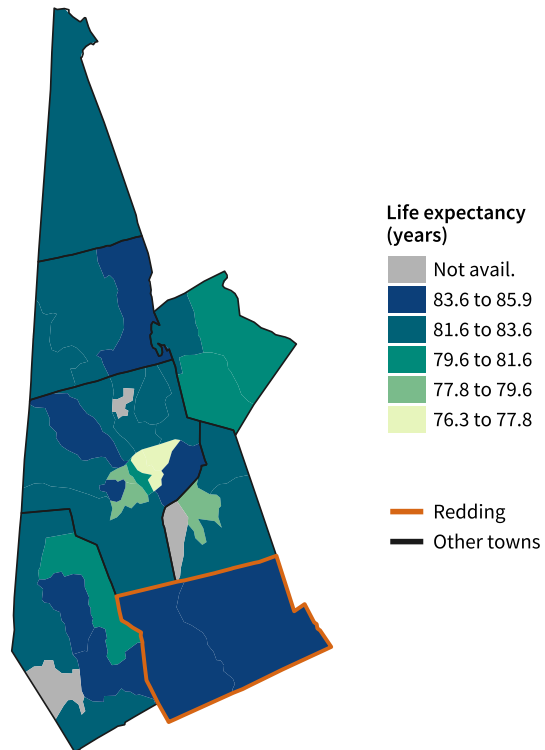 Life expectancy
(years)
Not avail.
83.6 to 85.9
81.6 to 83.6
79.6 to 81.6
77.8 to 79.6
76.3 to 77.8
Redding
Other towns